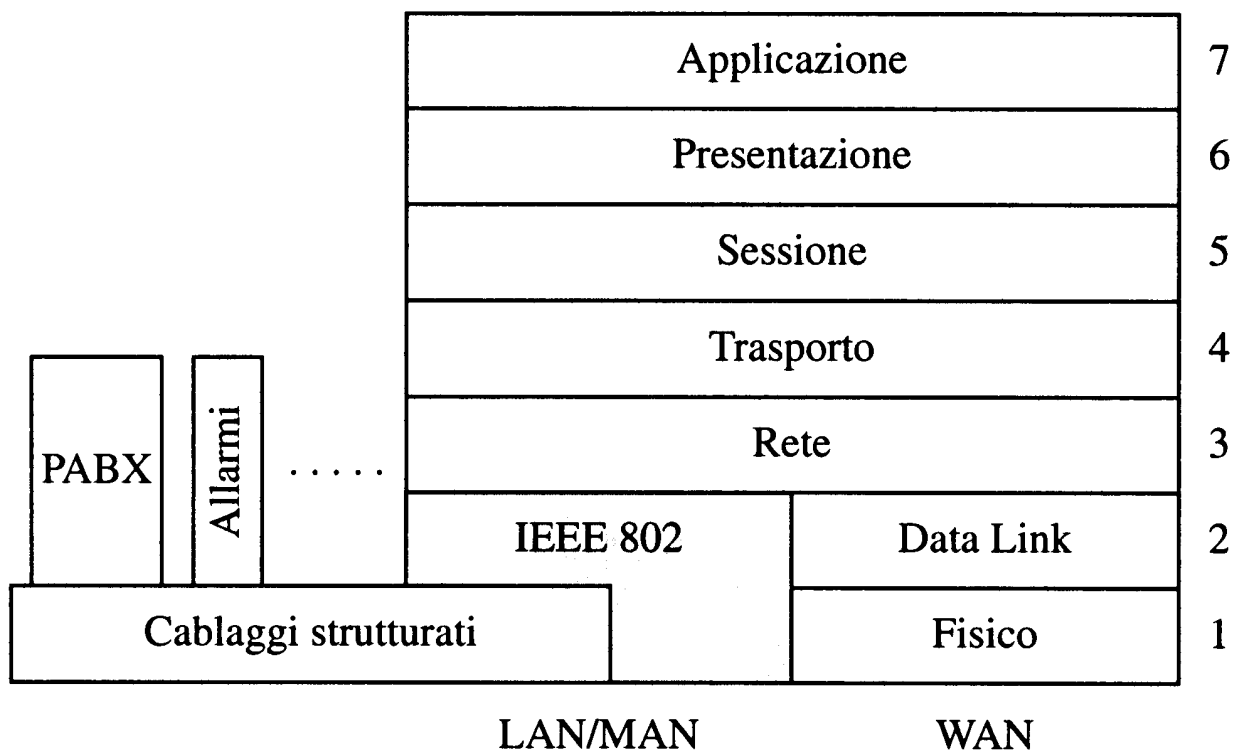 Applicazione 7
Presentazione 6
Sessione 5
Trasporto 4
Rete 3
PABX
Allarmi
.....
IEEE 802
Data Link 2
Cablaggi strutturati
Fisico 1
LAN/MAN
WAN